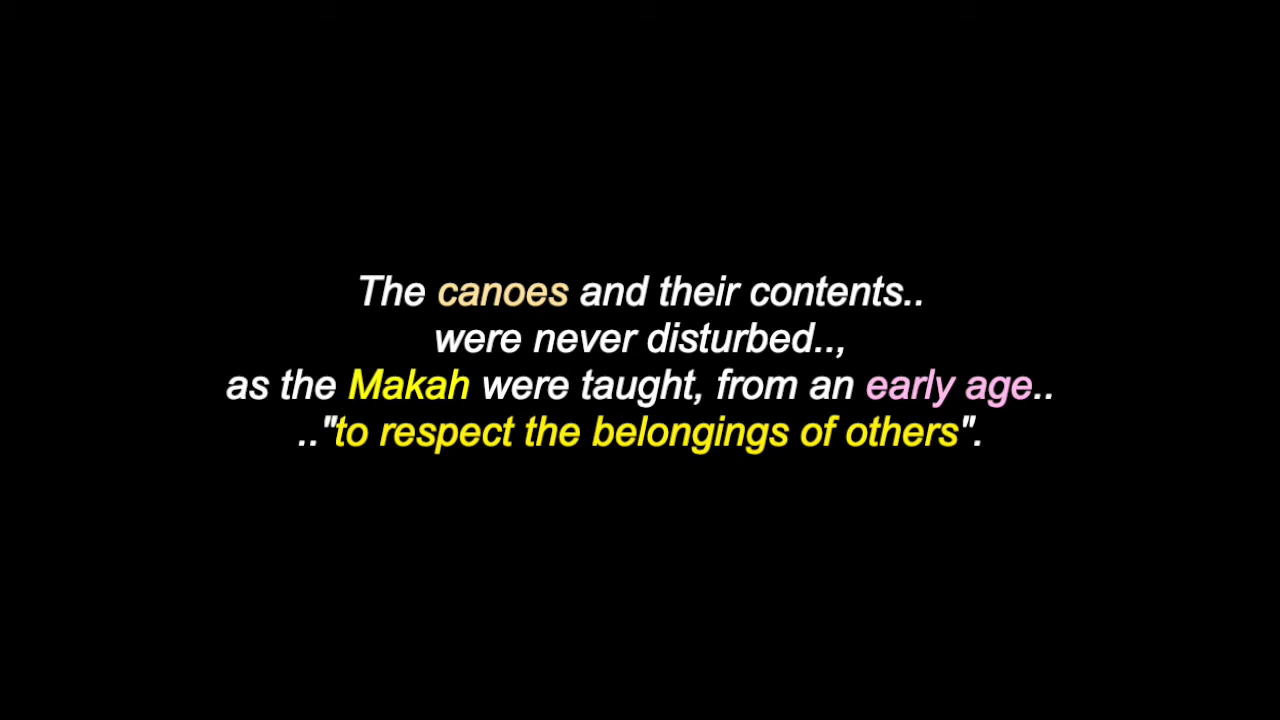 The canoes and their contents..
were never disturbed..,
as the Makah were taught, from an early age..
.."to respect the belongings of others".